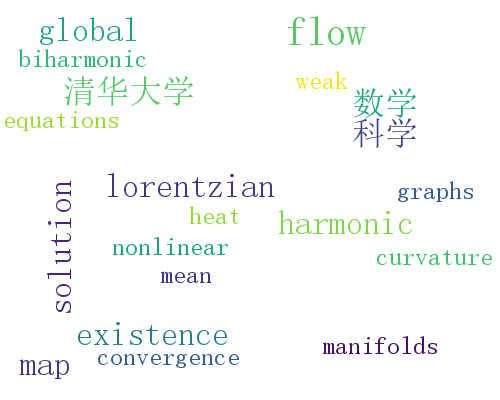 global
flow
biharmonic
weak
清华大学
数学
equations
科学
lorentzian
solution
graphs
heat
harmonic
nonlinear
curvature
mean
existence
manifolds
convergence
map